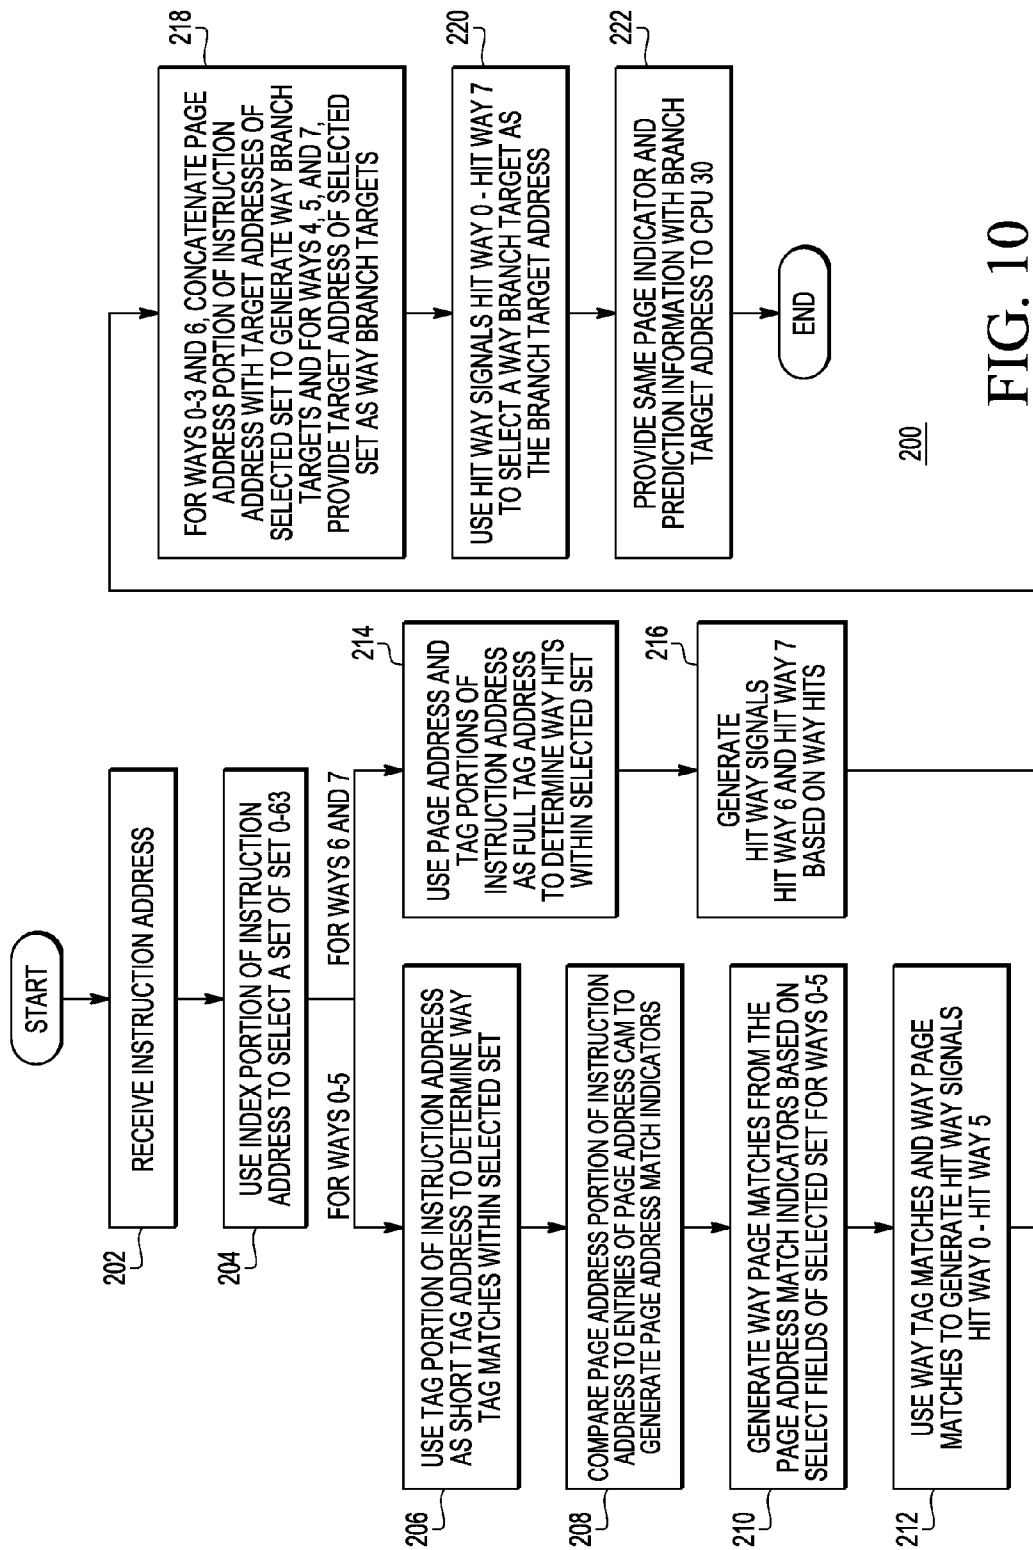 START
RECEIVE INSTRUCTION ADDRESS
202
USE INDEX PORTION OF INSTRUCTION
ADDRESS TO SELECT A SET OF SET 0-63
204
FOR WAYS 0-5
FOR WAYS 6 AND 7
USE TAG PORTION OF INSTRUCTION ADDRESS
AS SHORT TAG ADDRESS TO DETERMINE WAY
TAG MATCHES WITHIN SELECTED SET
206
COMPARE PAGE ADDRESS PORTION OF INSTRUCTION
ADDRESS TO ENTRIES OF PAGE ADDRESS CAM TO
GENERATE PAGE ADDRESS MATCH INDICATORS
208
GENERATE WAY PAGE MATCHES FROM THE
PAGE ADDRESS MATCH INDICATORS BASED ON
SELECT FIELDS OF SELECTED SET FOR WAYS 0-5
210
USE WAY TAG MATCHES AND WAY PAGE
MATCHES TO GENERATE HIT WAY SIGNALS
HIT WAY 0 - HIT WAY 5
212
214
USE PAGE ADDRESS AND
TAG PORTIONS OF
INSTRUCTION ADDRESS
AS FULL TAG ADDRESS
TO DETERMINE WAY HITS
WITHIN SELECTED SET
216
GENERATE
HIT WAY SIGNALS
HIT WAY 6 AND HIT WAY 7
BASED ON WAY HITS
218
FOR WAYS 0-3 AND 6, CONCATENATE PAGE
ADDRESS PORTION OF INSTRUCTION
ADDRESS WITH TARGET ADDRESSES OF
SELECTED SET TO GENERATE WAY BRANCH
TARGETS AND FOR WAYS 4, 5, AND 7,
PROVIDE TARGET ADDRESS OF SELECTED
SET AS WAY BRANCH TARGETS
220
USE HIT WAY SIGNALS HIT WAY 0 - HIT WAY 7
TO SELECT A WAY BRANCH TARGET AS
THE BRANCH TARGET ADDRESS
222
PROVIDE SAME PAGE INDICATOR AND
PREDICTION INFORMATION WITH BRANCH
TARGET ADDRESS TO CPU 30
END
200
FIG. 10